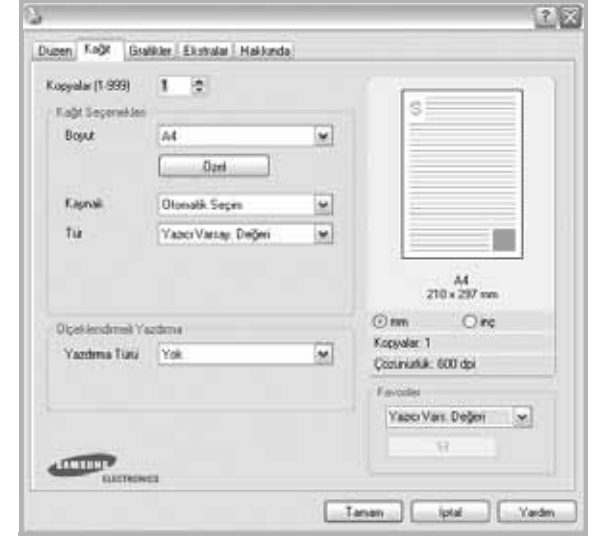 Düzen Kağıt Grafikler Ekstralar Hakkında
Kopyalar (1-999) 1
Kağıt Seçenekleri
Boyut A4
Özel
Kaynak Otomatik Seçim
Tür Yazıcı Varsay. Değeri
Ölçeklendirmeli Yazdırma
Yazdırma Türü Yok
S
A4
210 x 297 mm
mm inç
Kopyalar: 1
Çözünürlük: 600 dpi
Favoriler
Yazıcı Vars. Değeri
SAMSUNG
ELECTRONICS
Tamam İptal Yardım